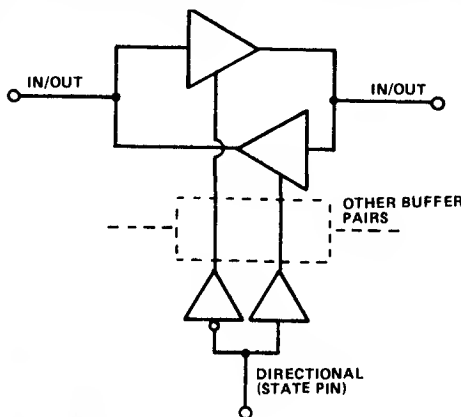 IN/OUT
IN/OUT
OTHER BUFFER
PAIRS
DIRECTIONAL
(STATE PIN)